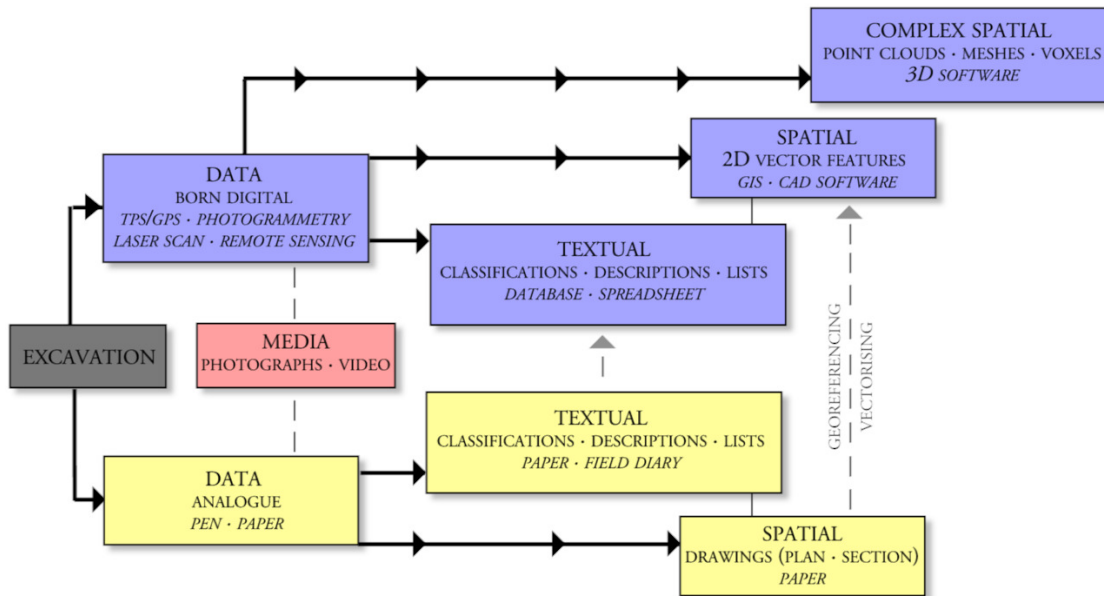 COMPLEX SPATIAL
POINT CLOUDS · MESHES · VOXELS
3D SOFTWARE
SPATIAL
2D VECTOR FEATURES
GIS · CAD SOFTWARE
DATA
BORN DIGITAL
TPS/GPS · PHOTOGRAMMETRY
LASER SCAN · REMOTE SENSING
TEXTUAL
CLASSIFICATIONS · DESCRIPTIONS · LISTS
DATABASE · SPREADSHEET
EXCAVATION
MEDIA
PHOTOGRAPHS · VIDEO
GEOREFERENCING
VECTORISING
TEXTUAL
CLASSIFICATIONS · DESCRIPTIONS · LISTS
PAPER · FIELD DIARY
DATA
ANALOGUE
PEN · PAPER
SPATIAL
DRAWINGS (PLAN · SECTION)
PAPER